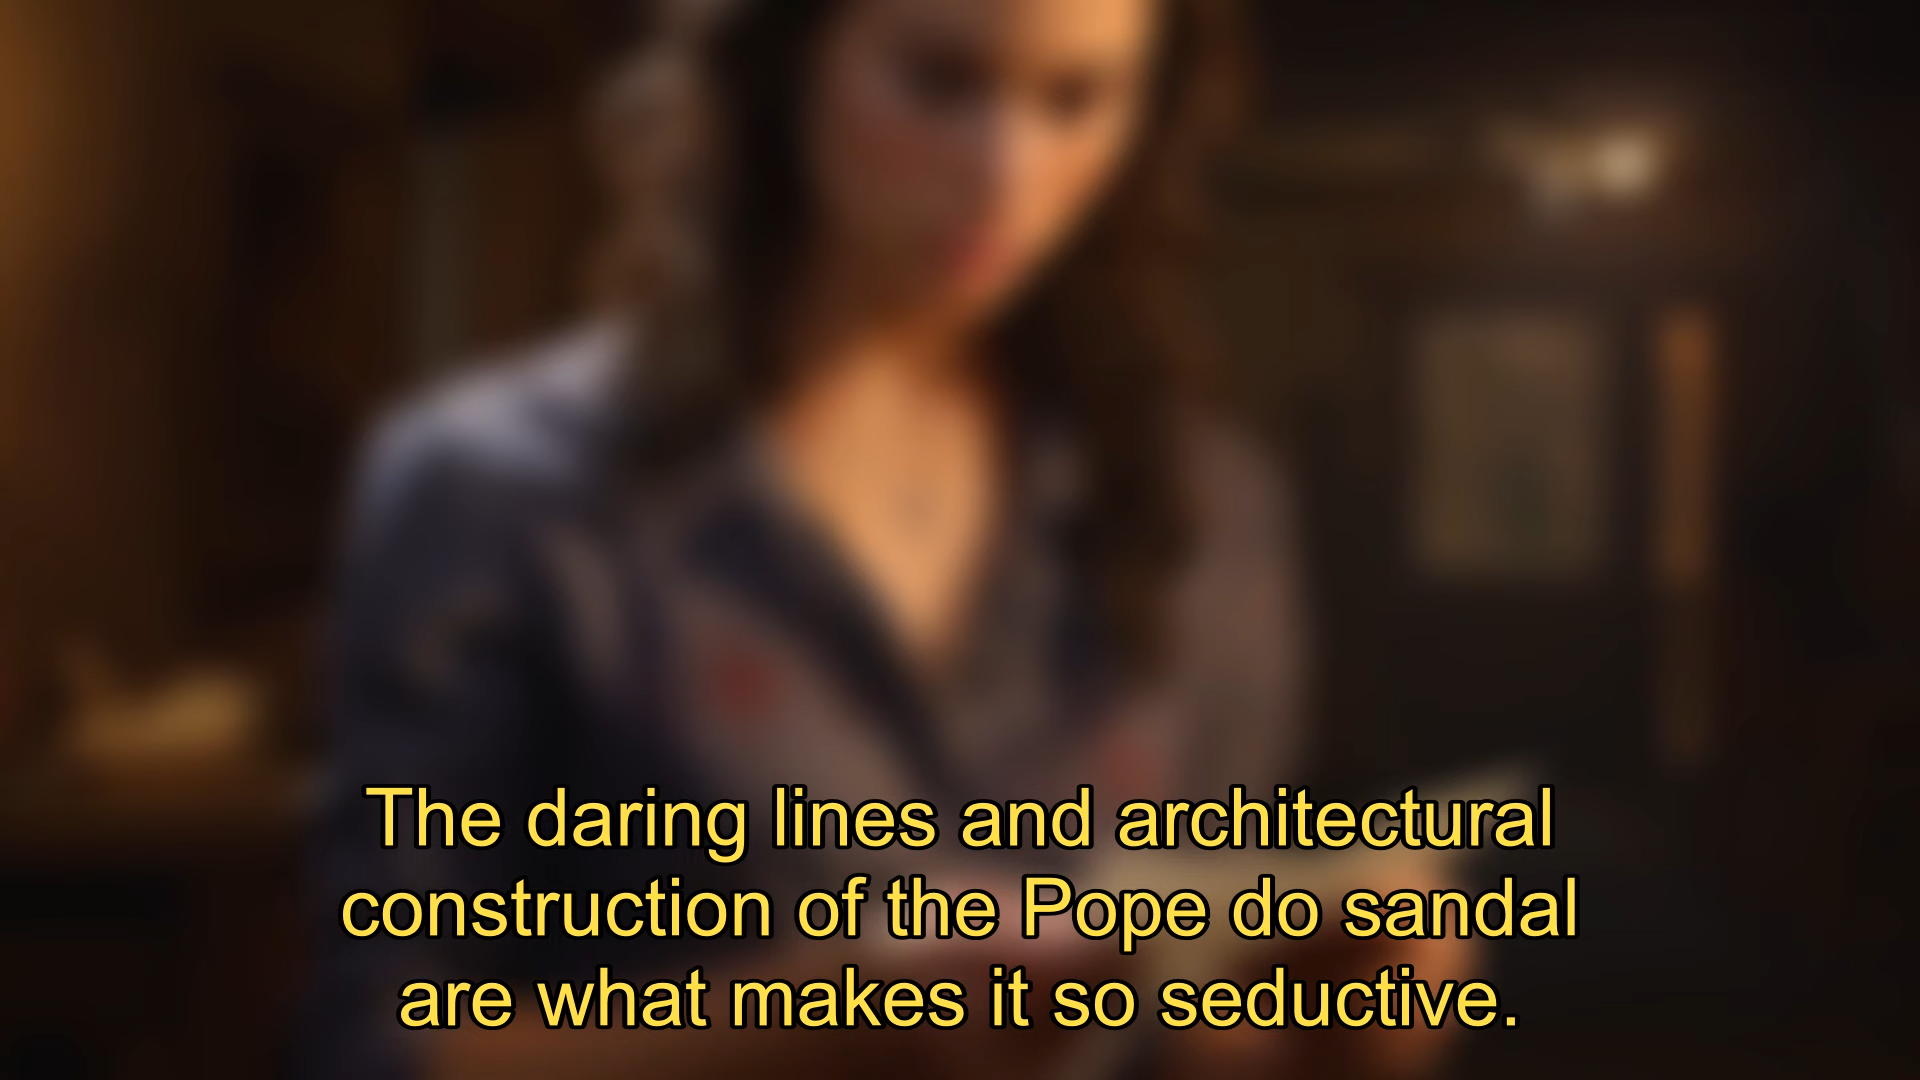 The daring lines and architectural
construction of the Pope do sandal
are what makes it so seductive.